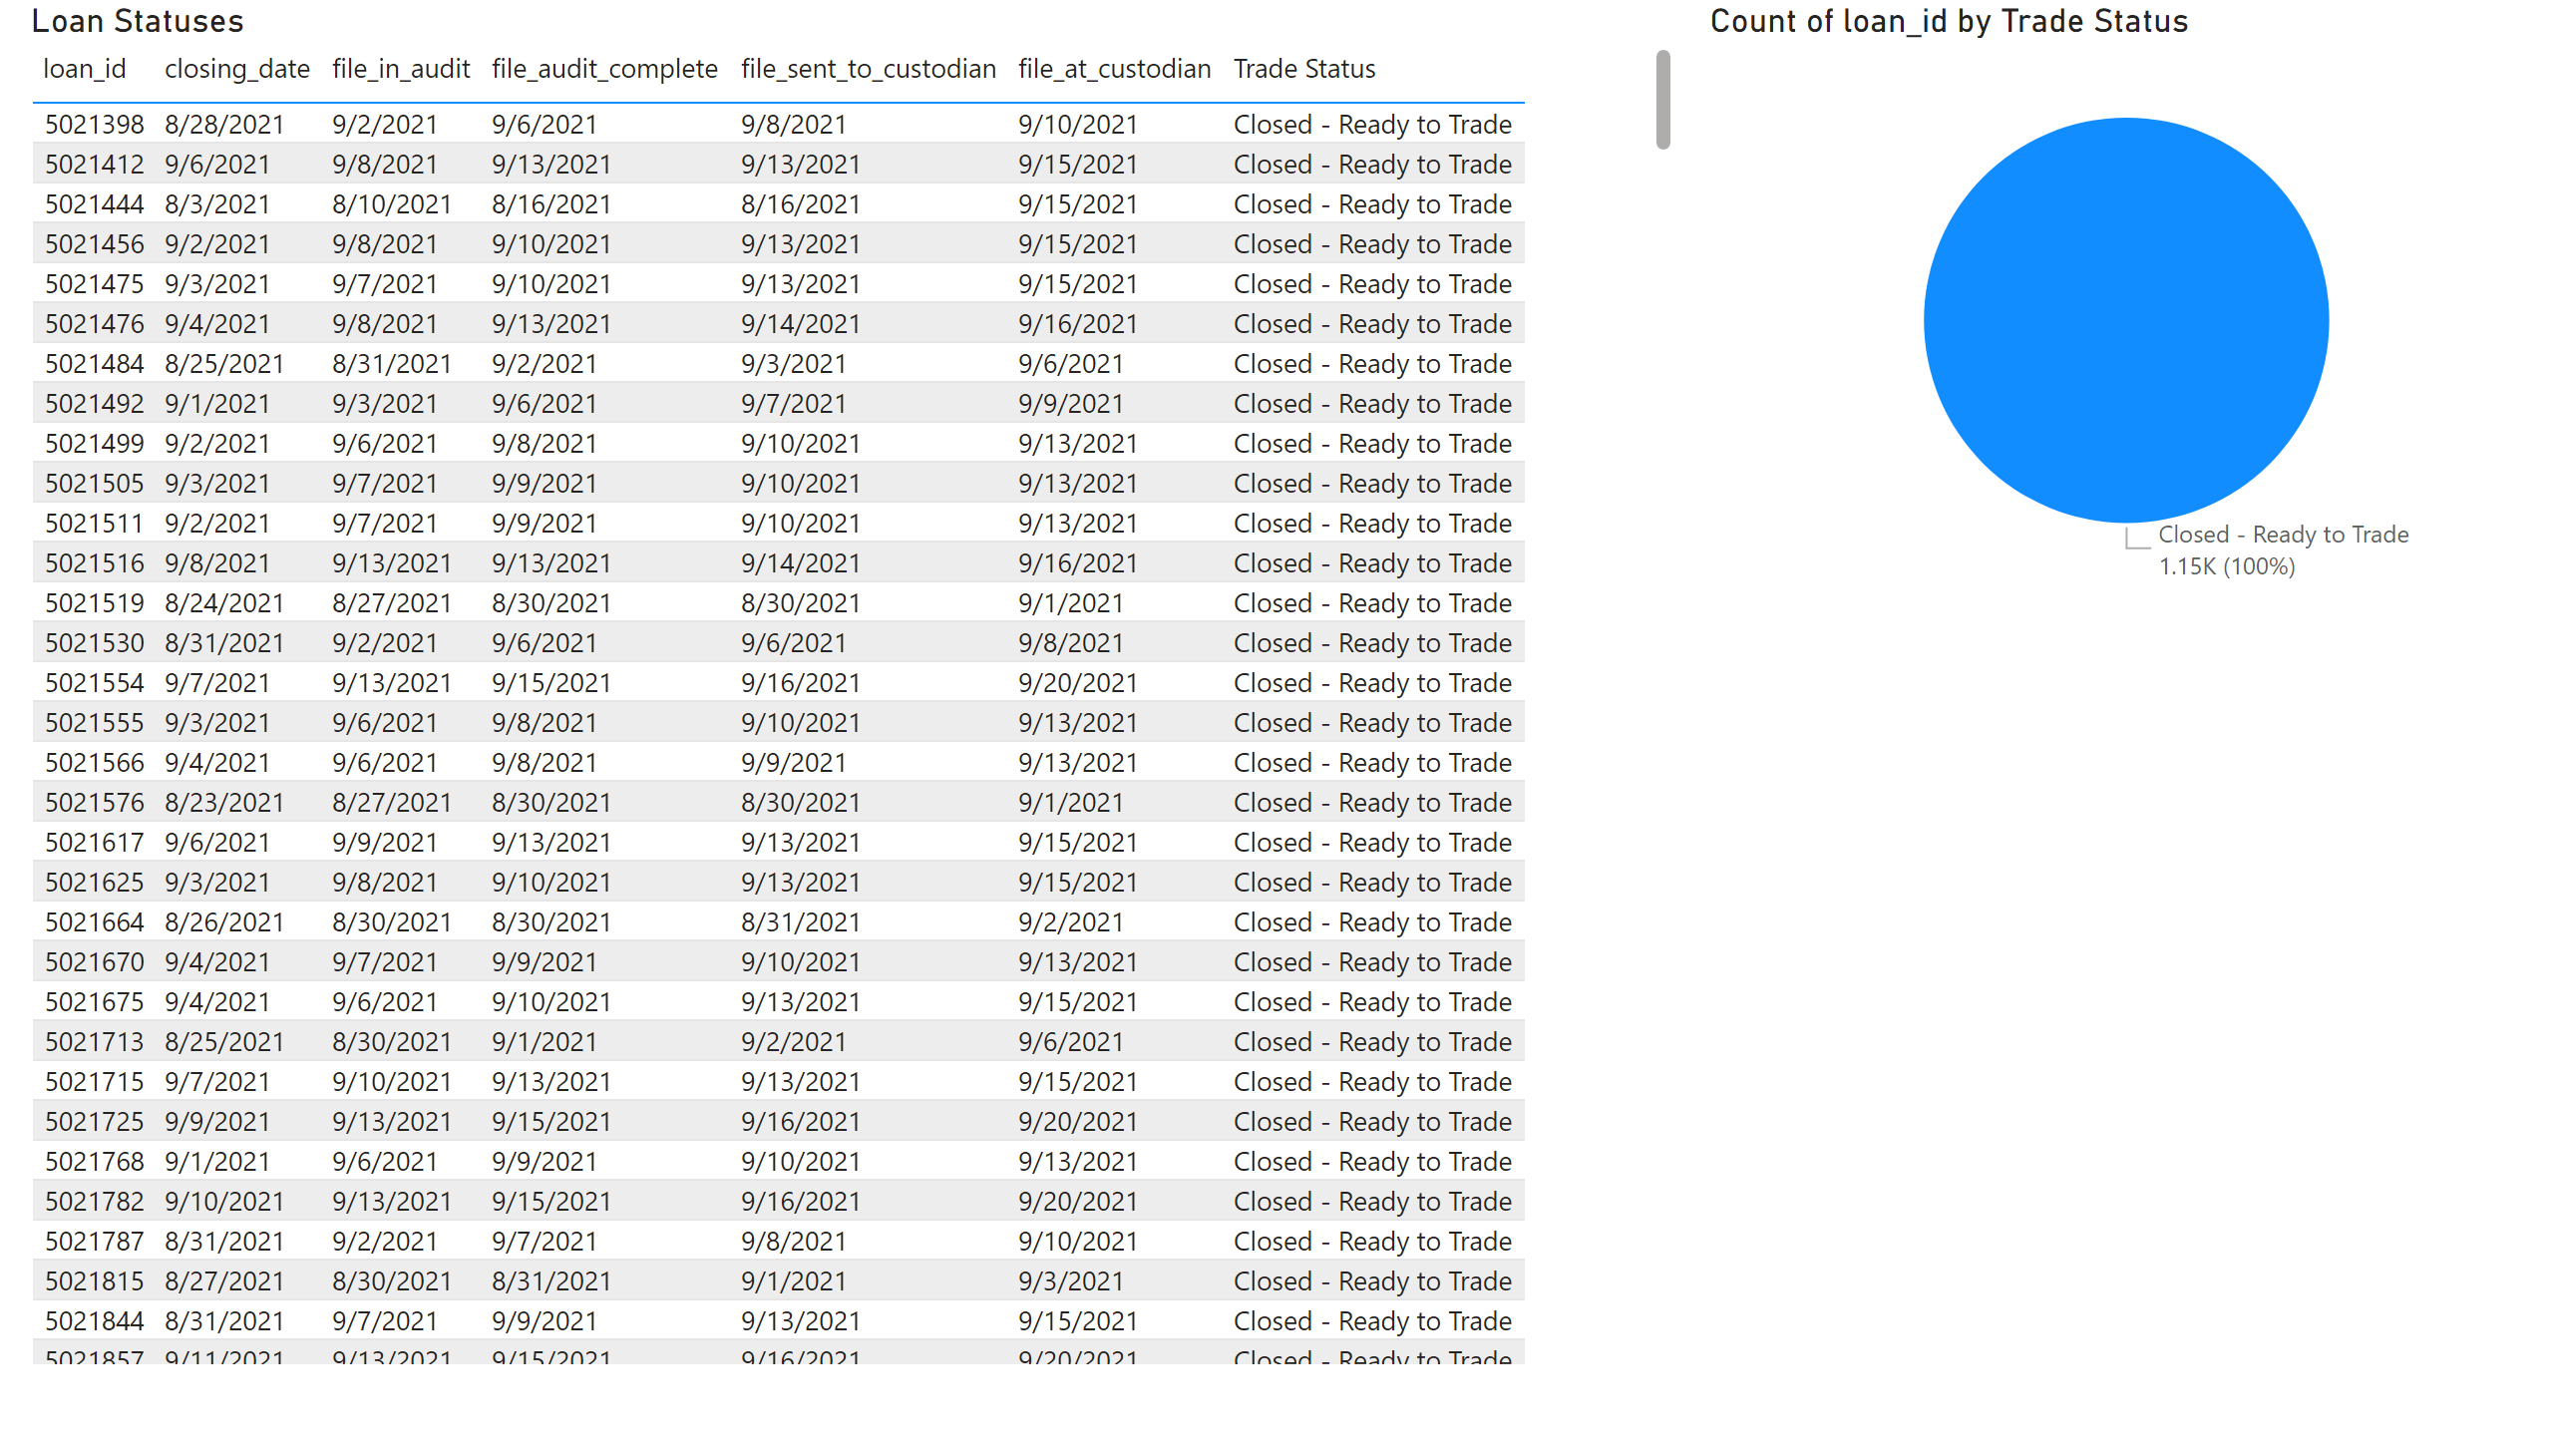 Loan Statuses
loan_id closing_date file_in_audit file_audit_complete file_sent_to_custodian file_at_custodian Trade Status
5021398 8/28/2021 9/2/2021 9/6/2021 9/8/2021 9/10/2021 Closed - Ready to Trade
5021412 9/6/2021 9/8/2021 9/13/2021 9/13/2021 9/15/2021 Closed - Ready to Trade
5021444 8/3/2021 8/10/2021 8/16/2021 8/16/2021 9/15/2021 Closed - Ready to Trade
5021456 9/2/2021 9/8/2021 9/10/2021 9/13/2021 9/15/2021 Closed - Ready to Trade
5021475 9/3/2021 9/7/2021 9/10/2021 9/13/2021 9/15/2021 Closed - Ready to Trade
5021476 9/4/2021 9/8/2021 9/13/2021 9/14/2021 9/16/2021 Closed - Ready to Trade
5021484 8/25/2021 8/31/2021 9/2/2021 9/3/2021 9/6/2021 Closed - Ready to Trade
5021492 9/1/2021 9/3/2021 9/6/2021 9/7/2021 9/9/2021 Closed - Ready to Trade
5021499 9/2/2021 9/6/2021 9/8/2021 9/10/2021 9/13/2021 Closed - Ready to Trade
5021505 9/3/2021 9/7/2021 9/9/2021 9/10/2021 9/13/2021 Closed - Ready to Trade
5021511 9/2/2021 9/7/2021 9/9/2021 9/10/2021 9/13/2021 Closed - Ready to Trade
5021516 9/8/2021 9/13/2021 9/13/2021 9/14/2021 9/16/2021 Closed - Ready to Trade
5021519 8/24/2021 8/27/2021 8/30/2021 8/30/2021 9/1/2021 Closed - Ready to Trade
5021530 8/31/2021 9/2/2021 9/6/2021 9/6/2021 9/8/2021 Closed - Ready to Trade
5021554 9/7/2021 9/13/2021 9/15/2021 9/16/2021 9/20/2021 Closed - Ready to Trade
5021555 9/3/2021 9/6/2021 9/8/2021 9/10/2021 9/13/2021 Closed - Ready to Trade
5021566 9/4/2021 9/6/2021 9/8/2021 9/9/2021 9/13/2021 Closed - Ready to Trade
5021576 8/23/2021 8/27/2021 8/30/2021 8/30/2021 9/1/2021 Closed - Ready to Trade
5021617 9/6/2021 9/9/2021 9/13/2021 9/13/2021 9/15/2021 Closed - Ready to Trade
5021625 9/3/2021 9/8/2021 9/10/2021 9/13/2021 9/15/2021 Closed - Ready to Trade
5021664 8/26/2021 8/30/2021 8/30/2021 8/31/2021 9/2/2021 Closed - Ready to Trade
5021670 9/4/2021 9/7/2021 9/9/2021 9/10/2021 9/13/2021 Closed - Ready to Trade
5021675 9/4/2021 9/6/2021 9/10/2021 9/13/2021 9/15/2021 Closed - Ready to Trade
5021713 8/25/2021 8/30/2021 9/1/2021 9/2/2021 9/6/2021 Closed - Ready to Trade
5021715 9/7/2021 9/10/2021 9/13/2021 9/13/2021 9/15/2021 Closed - Ready to Trade
5021725 9/9/2021 9/13/2021 9/15/2021 9/16/2021 9/20/2021 Closed - Ready to Trade
5021768 9/1/2021 9/6/2021 9/9/2021 9/10/2021 9/13/2021 Closed - Ready to Trade
5021782 9/10/2021 9/13/2021 9/15/2021 9/16/2021 9/20/2021 Closed - Ready to Trade
5021787 8/31/2021 9/2/2021 9/7/2021 9/8/2021 9/10/2021 Closed - Ready to Trade
5021815 8/27/2021 8/30/2021 8/31/2021 9/1/2021 9/3/2021 Closed - Ready to Trade
5021844 8/31/2021 9/7/2021 9/9/2021 9/13/2021 9/15/2021 Closed - Ready to Trade
5021857 9/11/2021 9/13/2021 9/15/2021 9/16/2021 9/20/2021 Closed - Ready to Trade
Count of loan_id by Trade Status
Closed - Ready to Trade
1.15K (100%)